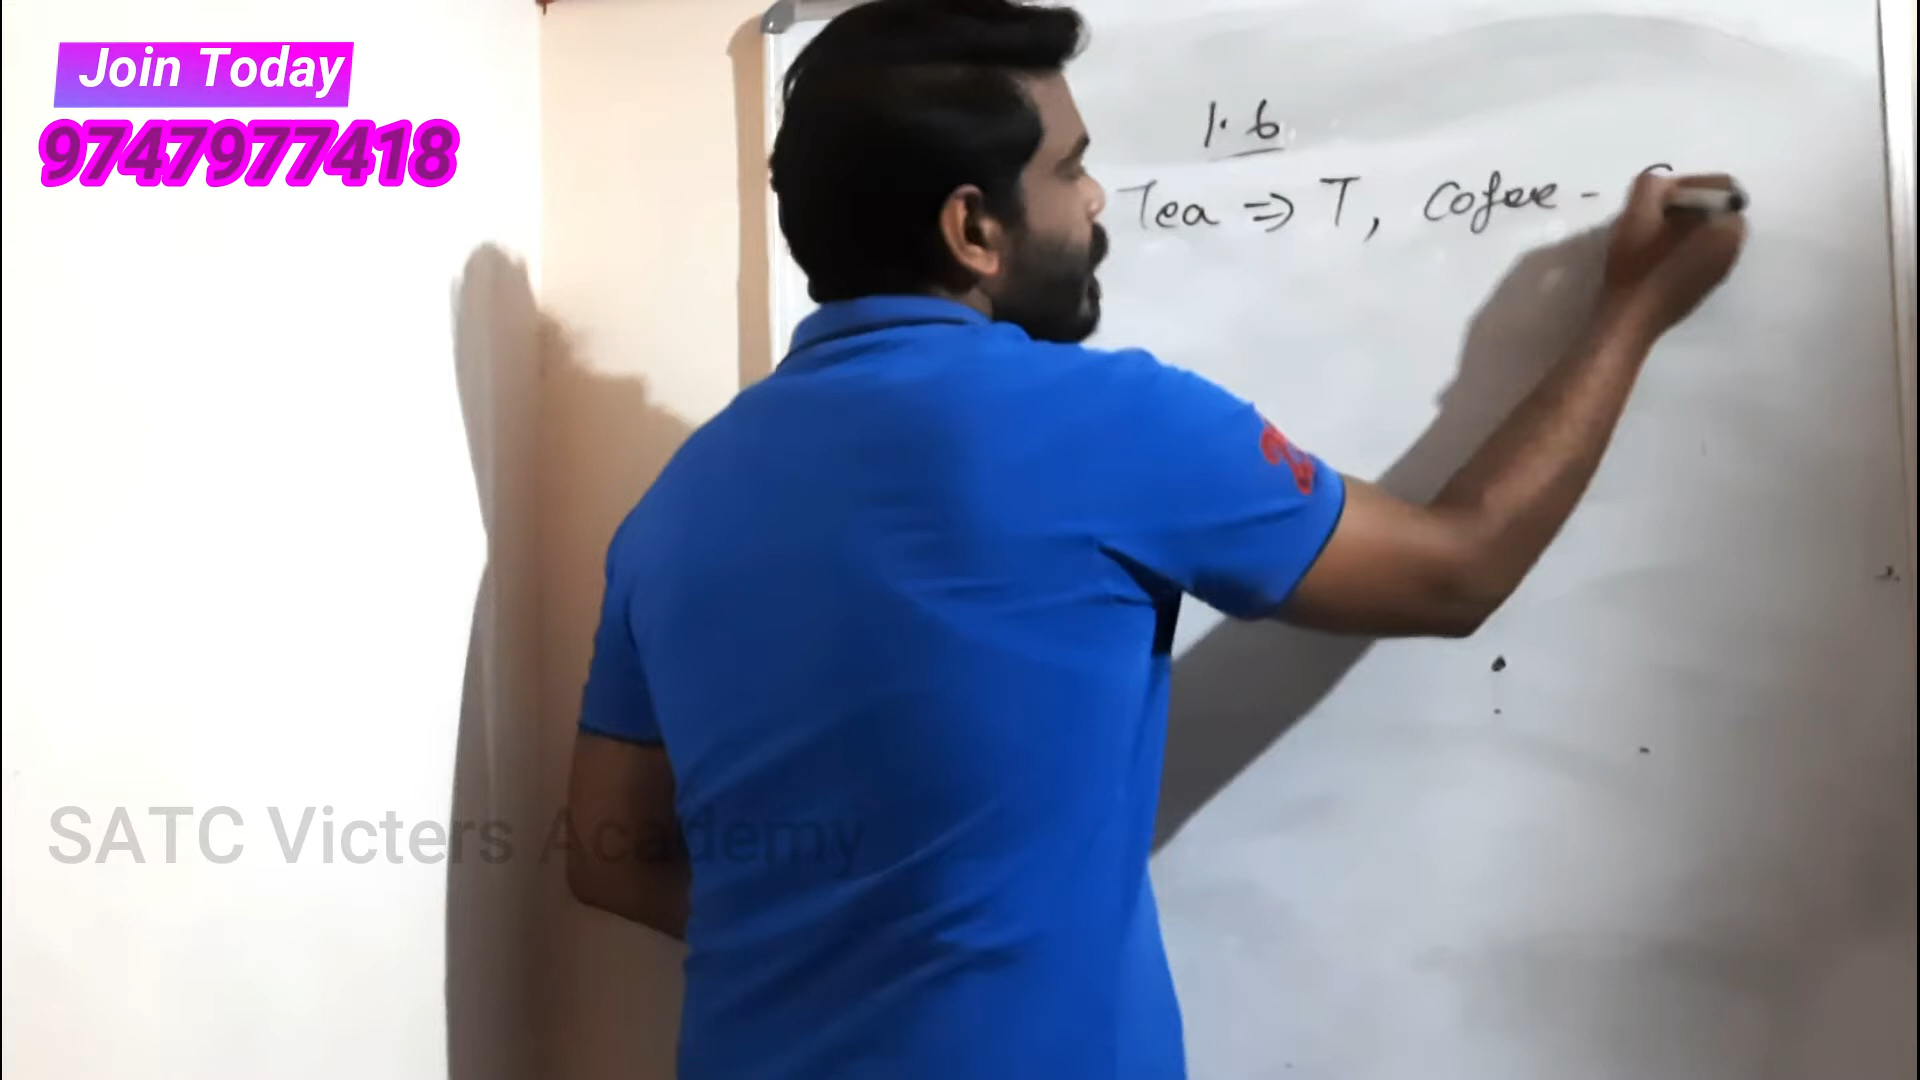 Join Today
9747977418
1.6
Tea ⇒ T, Cofee - C
SATC Victers Academy